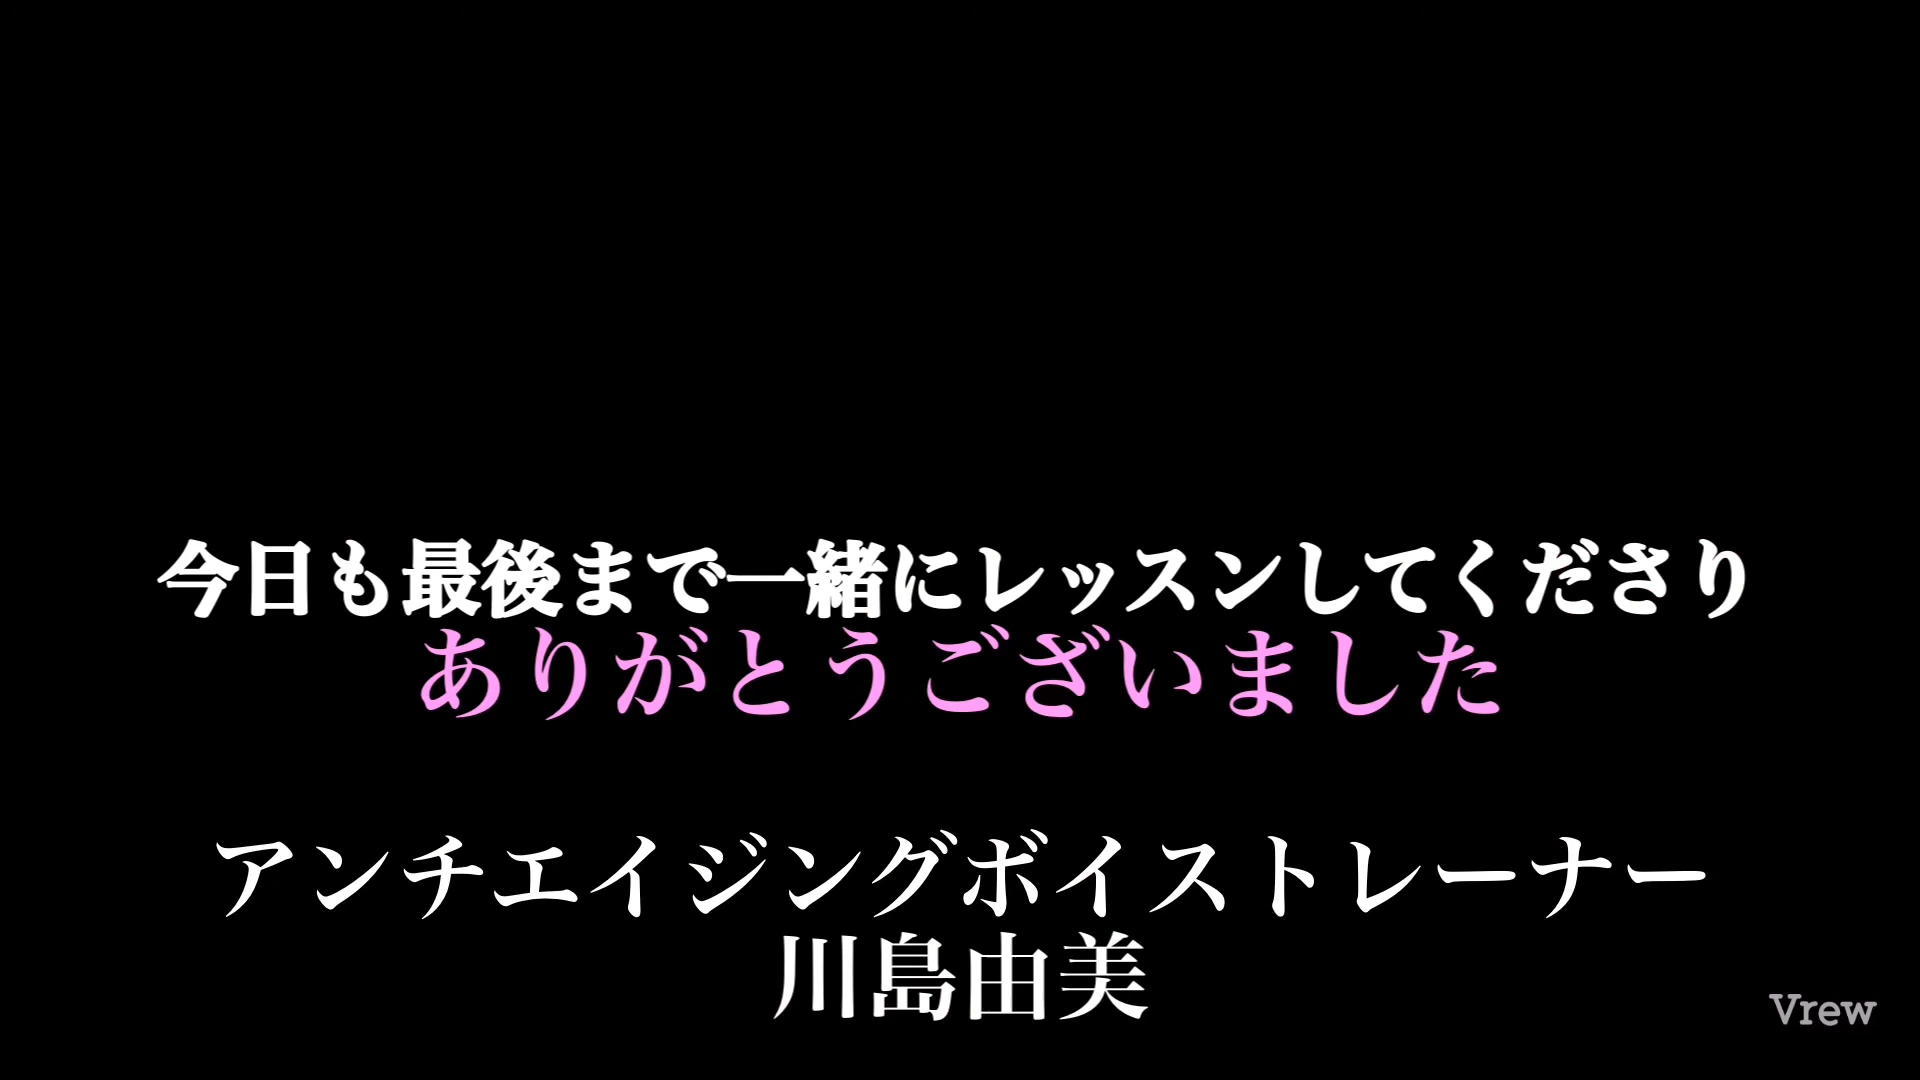 今日も最後まで一緒にレッスンしてくださり
ありがとうございました
アンチエイジングボイストレーナー
川島由美
Vrew